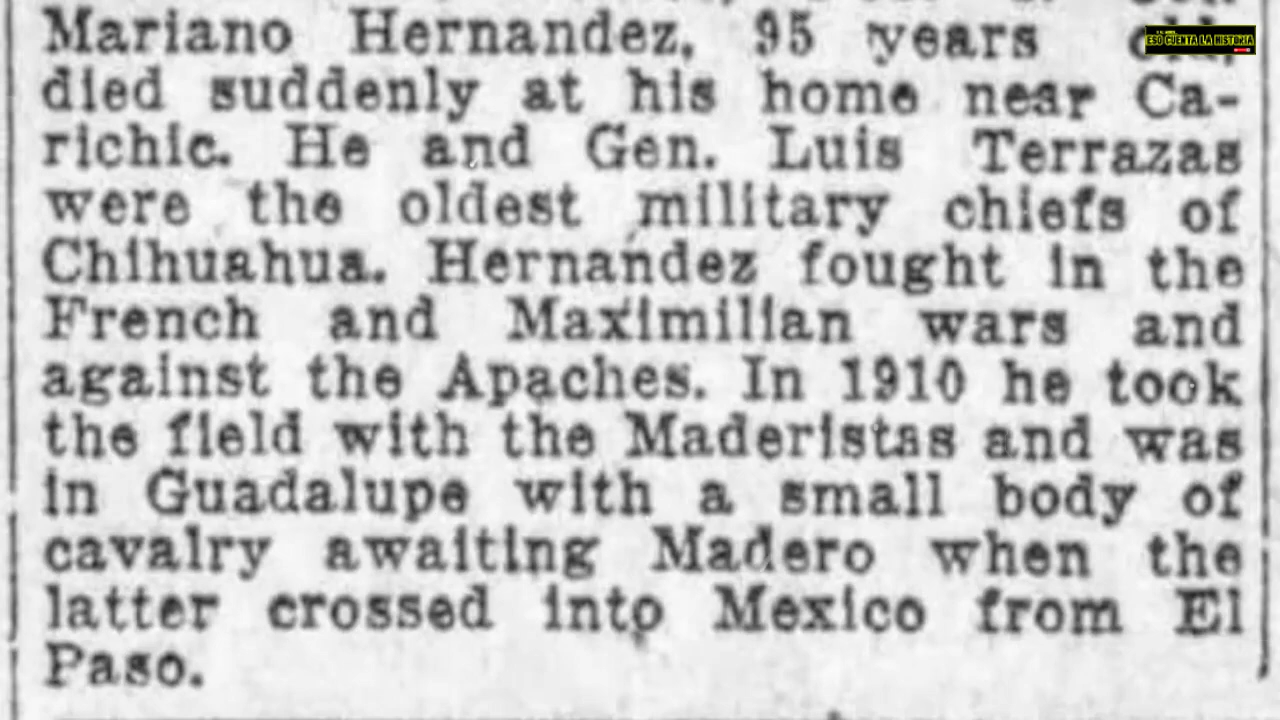 Mariano Hernandez, 95 years old,
ESO CUENTA LA HISTORIA
died suddenly at his home near Ca-
richic. He and Gen. Luis Terrazas
were the oldest military chiefs of
Chihuahua. Hernandez fought in the
French and Maximilian wars and
against the Apaches. In 1910 he took
the field with the Maderistas and was
in Guadalupe with a small body of
cavalry awaiting Madero when the
latter crossed into Mexico from El
Paso.